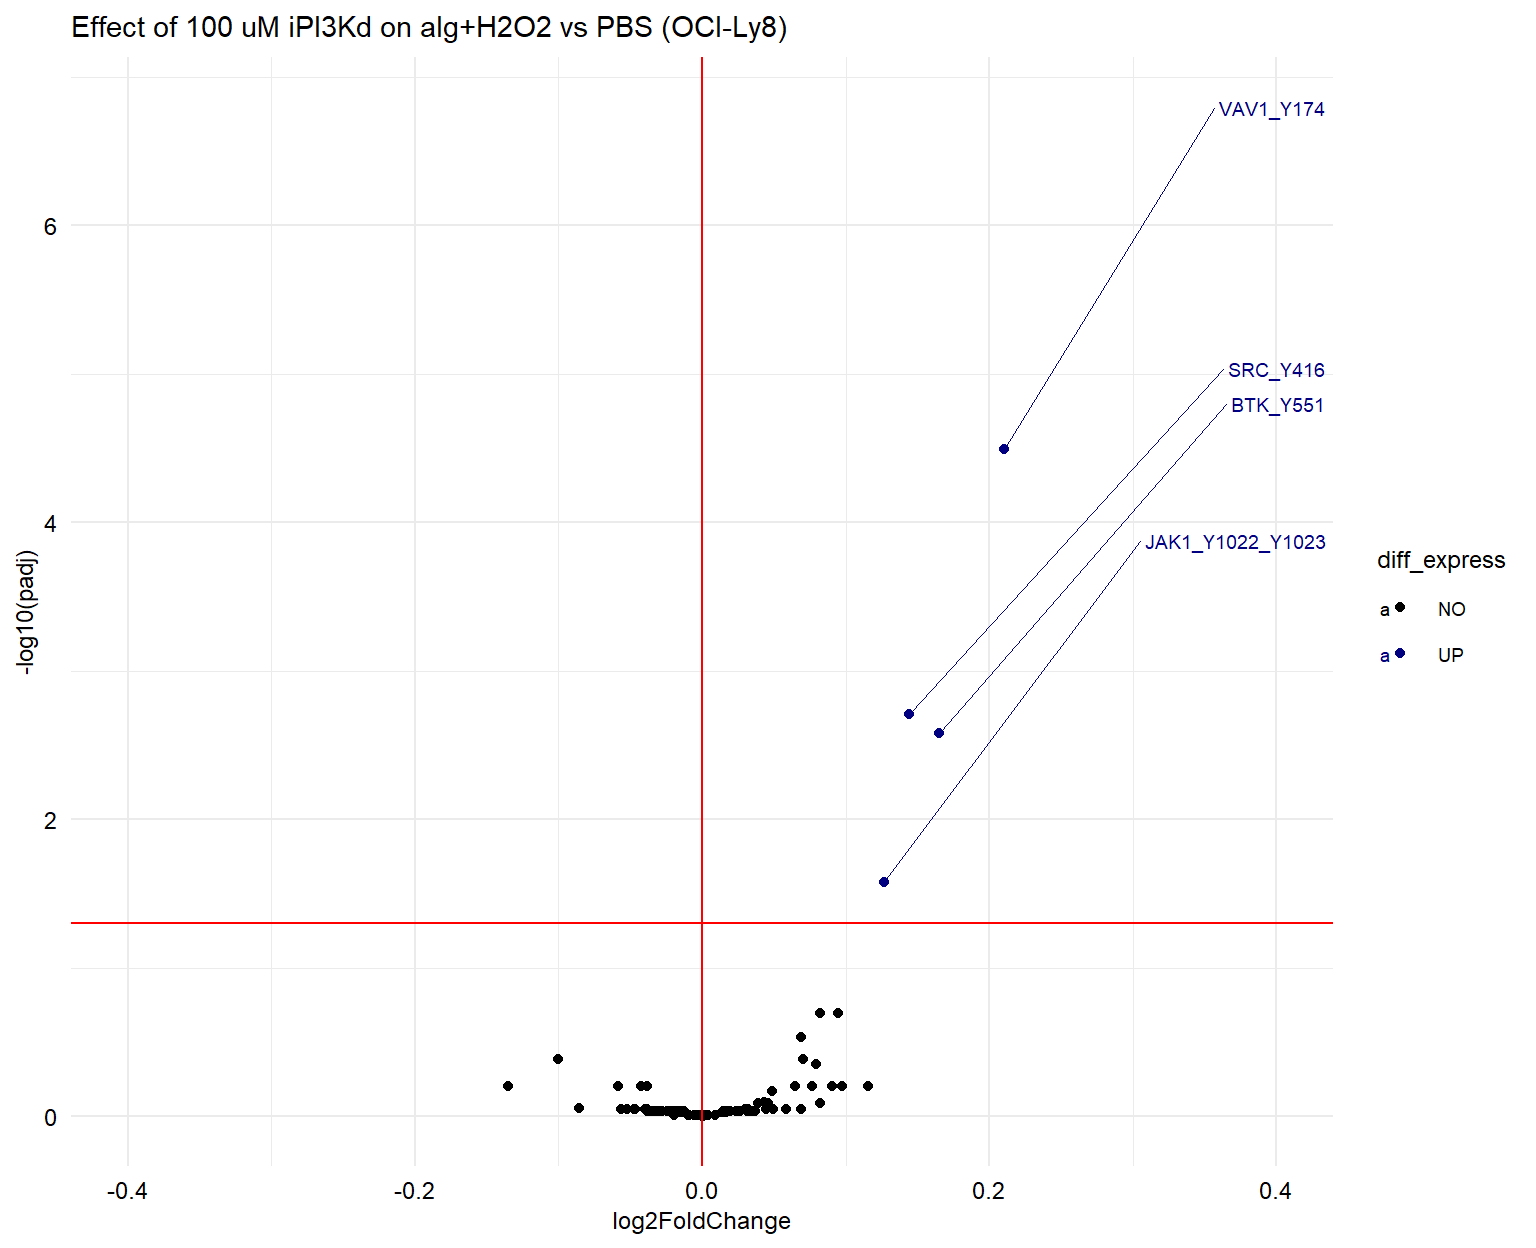 Effect of 100 uM iPI3Kd on aIg+H2O2 vs PBS (OCI-Ly8)
VAV1_Y174
6
SRC_Y416
BTK_Y551
4
JAK1_Y1022_Y1023
-log10(padj)
diff_express
a NO
a UP
2
0
-0.4 -0.2 0.0 0.2 0.4
log2FoldChange